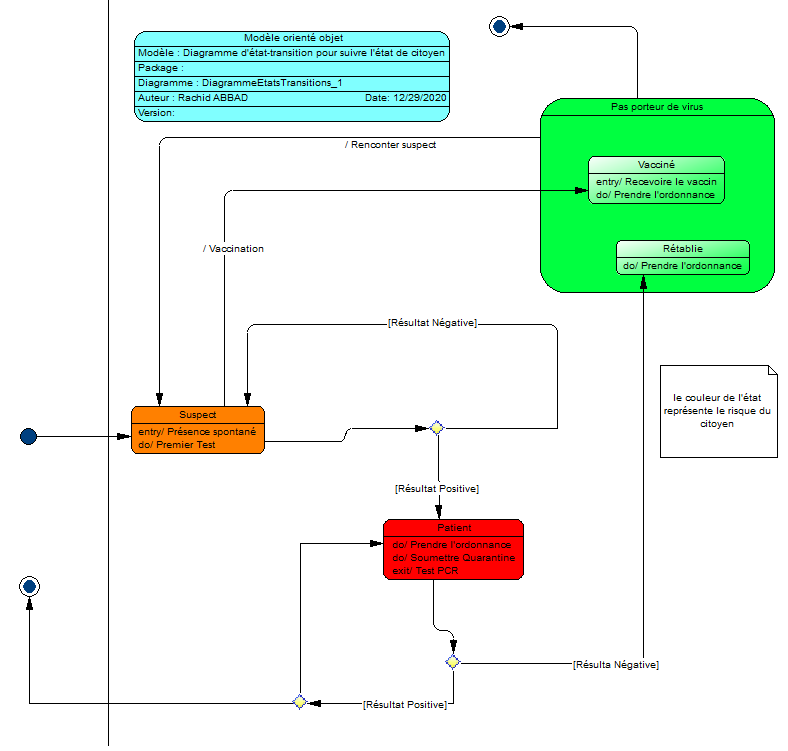 Modèle orienté objet
Modèle : Diagramme d'état-transition pour suivre l'état de citoyen
Package :
Diagramme : DiagrammeEtatsTransitions_1
Auteur : Rachid ABBAD Date: 12/29/2020
Version:
Pas porteur de virus
/ Renconter suspect
Vacciné
entry/ Recevoire le vaccin
do/ Prendre l'ordonnance
/ Vaccination
Rétablie
do/ Prendre l'ordonnance
[Résultat Négative]
le couleur de l'état
représente le risque du
citoyen
Suspect
entry/ Présence spontané
do/ Premier Test
[Résultat Positive]
Patient
do/ Prendre l'ordonnance
do/ Soumettre Quarantine
exit/ Test PCR
[Résulta Négative]
[Résultat Positive]